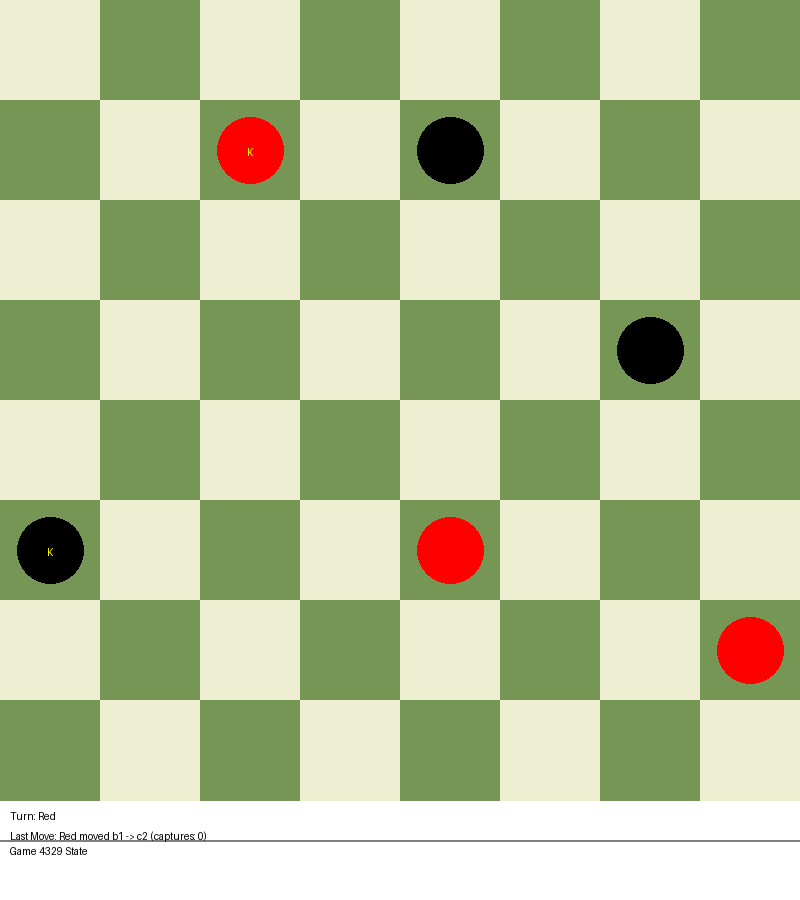 K
K
Turn: Red
Last Move: Red moved b1 -> c2 (captures: 0)
Game 4329 State